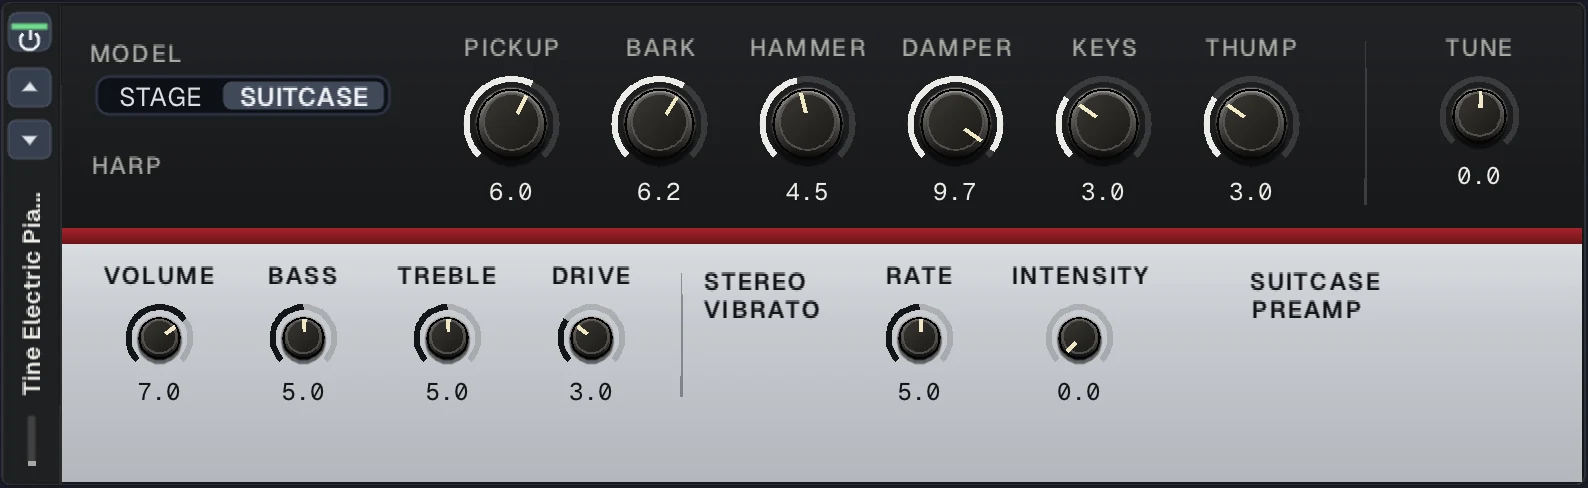 Tine Electric Pia...
MODEL
STAGE SUITCASE
HARP
PICKUP BARK HAMMER DAMPER KEYS THUMP TUNE
6.0 6.2 4.5 9.7 3.0 3.0 0.0
VOLUME BASS TREBLE DRIVE
7.0 5.0 5.0 3.0
STEREO
VIBRATO
RATE INTENSITY
5.0 0.0
SUITCASE
PREAMP